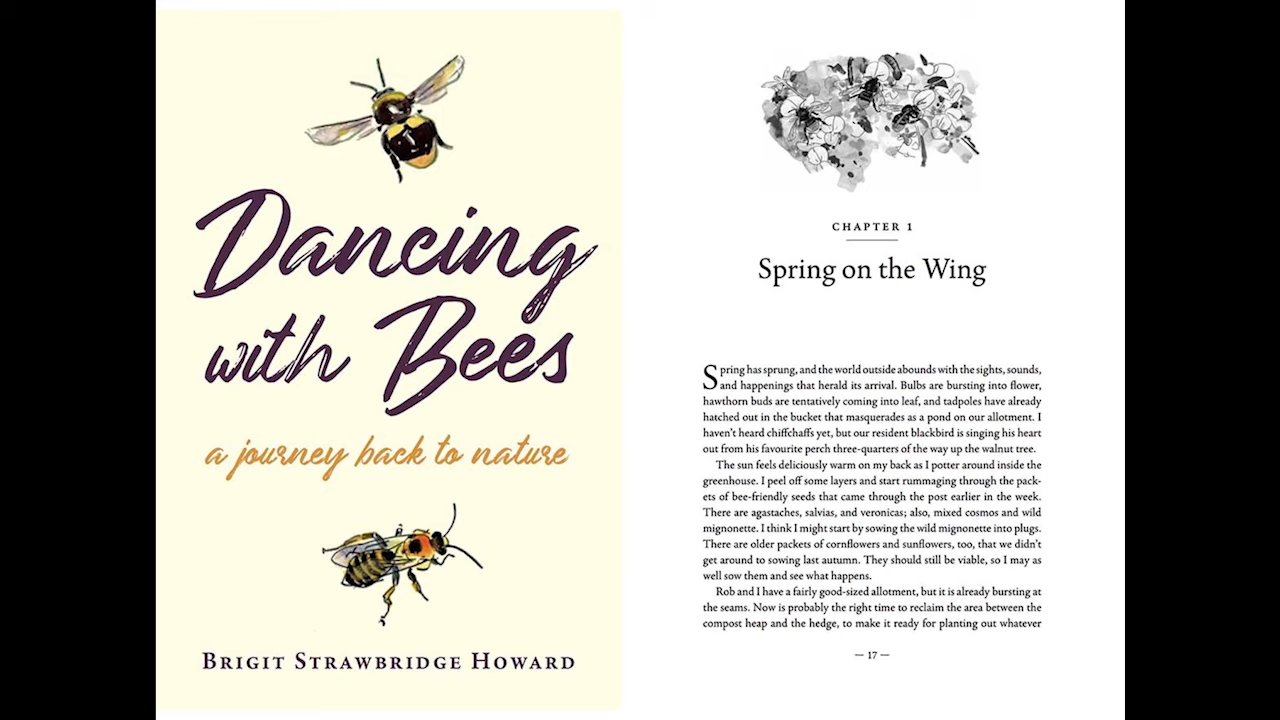 Dancing
with Bees
a journey back to nature
BRIGIT STRAWBRIDGE HOWARD
CHAPTER 1
Spring on the Wing
Spring has sprung, and the world outside abounds with the sights, sounds,
and happenings that herald its arrival. Bulbs are bursting into flower,
hawthorn buds are tentatively coming into leaf, and tadpoles have already
hatched out in the bucket that masquerades as a pond on our allotment. I
haven't heard chiffchaffs yet, but our resident blackbird is singing his heart
out from his favourite perch three-quarters of the way up the walnut tree.
The sun feels deliciously warm on my back as I potter around inside the
greenhouse. I peel off some layers and start rummaging through the pack-
ets of bee-friendly seeds that came through the post earlier in the week.
There are agastaches, salvias, and veronicas; also, mixed cosmos and wild
mignonette. I think I might start by sowing the wild mignonette into plugs.
There are older packets of cornflowers and sunflowers, too, that we didn't
get around to sowing last autumn. They should still be viable, so I may as
well sow them and see what happens.
Rob and I have a fairly good-sized allotment, but it is already bursting at
the seams. Now is probably the right time to reclaim the area between the
compost heap and the hedge, to make it ready for planting out whatever
— 17 —